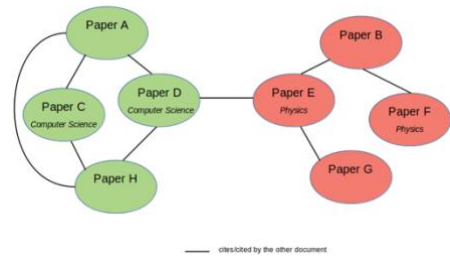 Paper A
Paper B
Paper C
Computer Science
Paper D
Computer Science
Paper E
Physics
Paper F
Physics
Paper G
Paper H
cites/cited by the other document